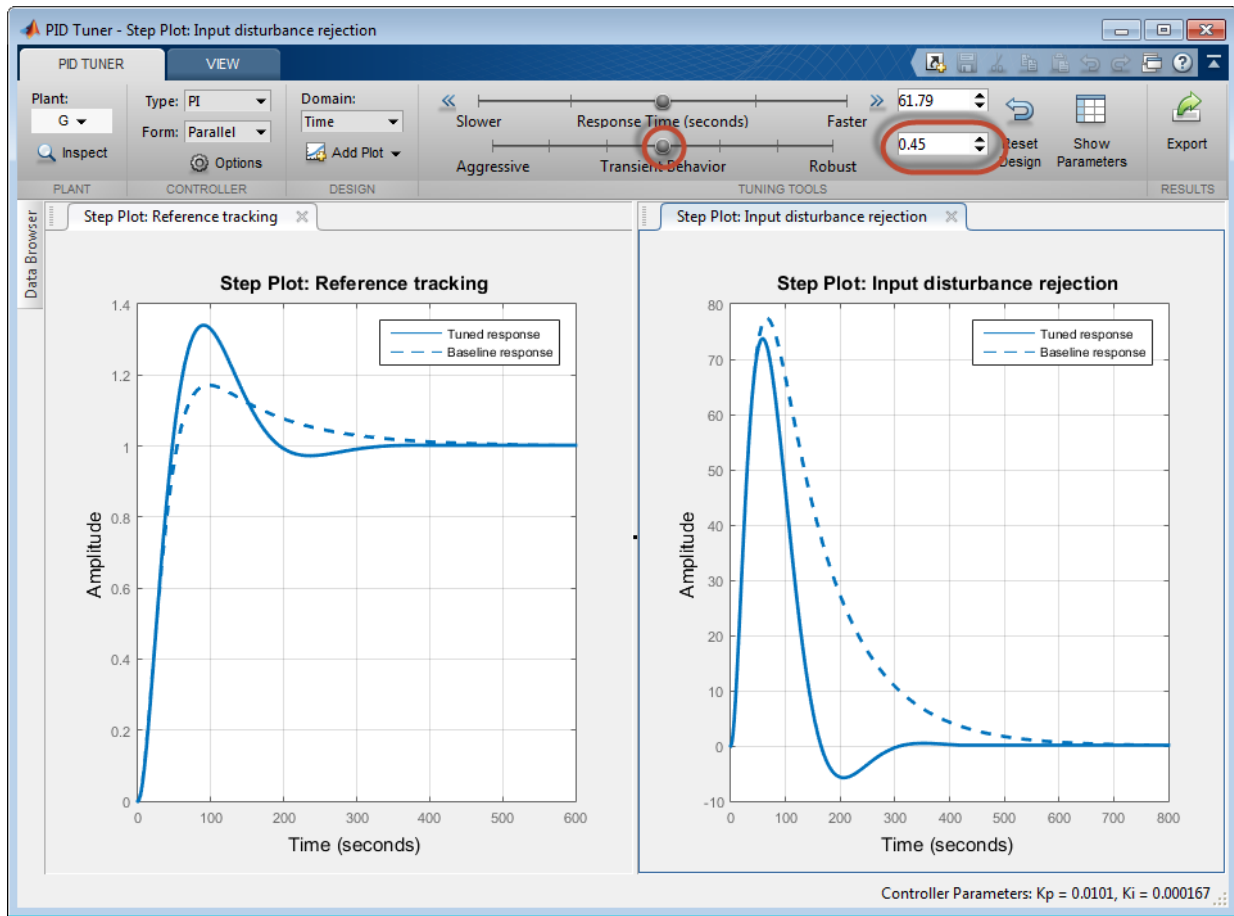 PID Tuner - Step Plot: Input disturbance rejection
PID TUNER
VIEW
Plant:
G
Inspect
PLANT
Type: PI
Form: Parallel
Options
CONTROLLER
Domain:
Time
Add Plot
DESIGN
Slower Response Time (seconds) Faster
61.79
Aggressive Transient Behavior Robust
0.45
TUNING TOOLS
Reset
Design
Show
Parameters
Export
RESULTS
Data Browser
Step Plot: Reference tracking
Step Plot: Reference tracking
Tuned response
Baseline response
Amplitude
1.4
1.2
1
0.8
0.6
0.4
0.2
0
0 100 200 300 400 500 600
Time (seconds)
Step Plot: Input disturbance rejection
Step Plot: Input disturbance rejection
Tuned response
Baseline response
Amplitude
80
70
60
50
40
30
20
10
0
-10
0 100 200 300 400 500 600 700 800
Time (seconds)
Controller Parameters: Kp = 0.0101, Ki = 0.000167